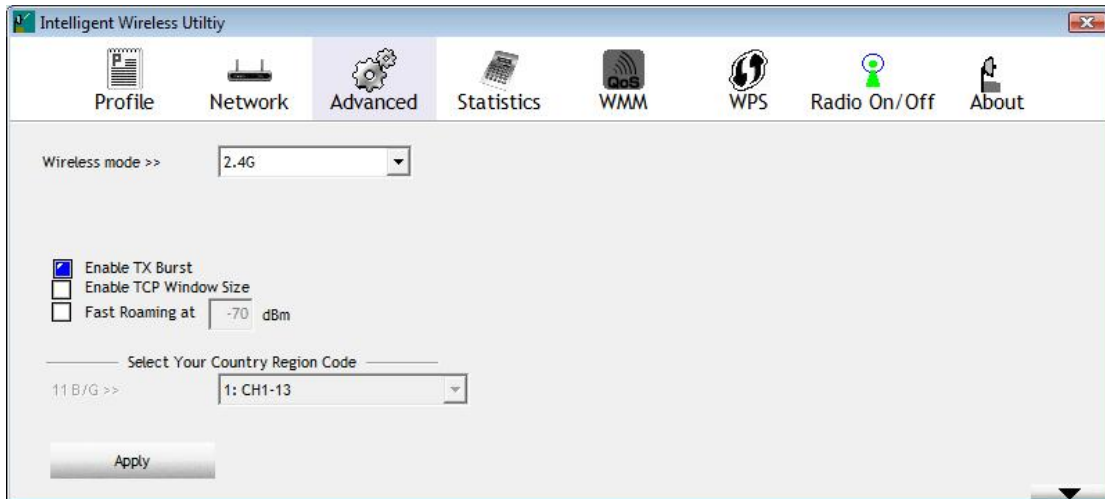 Intelligent Wireless Utiltiy
Profile Network Advanced Statistics QoS WMM WPS Radio On/Off About
Wireless mode >> 2.4G
Enable TX Burst
Enable TCP Window Size
Fast Roaming at -70 dBm
Select Your Country Region Code
11 B/G >> 1: CH1-13
Apply